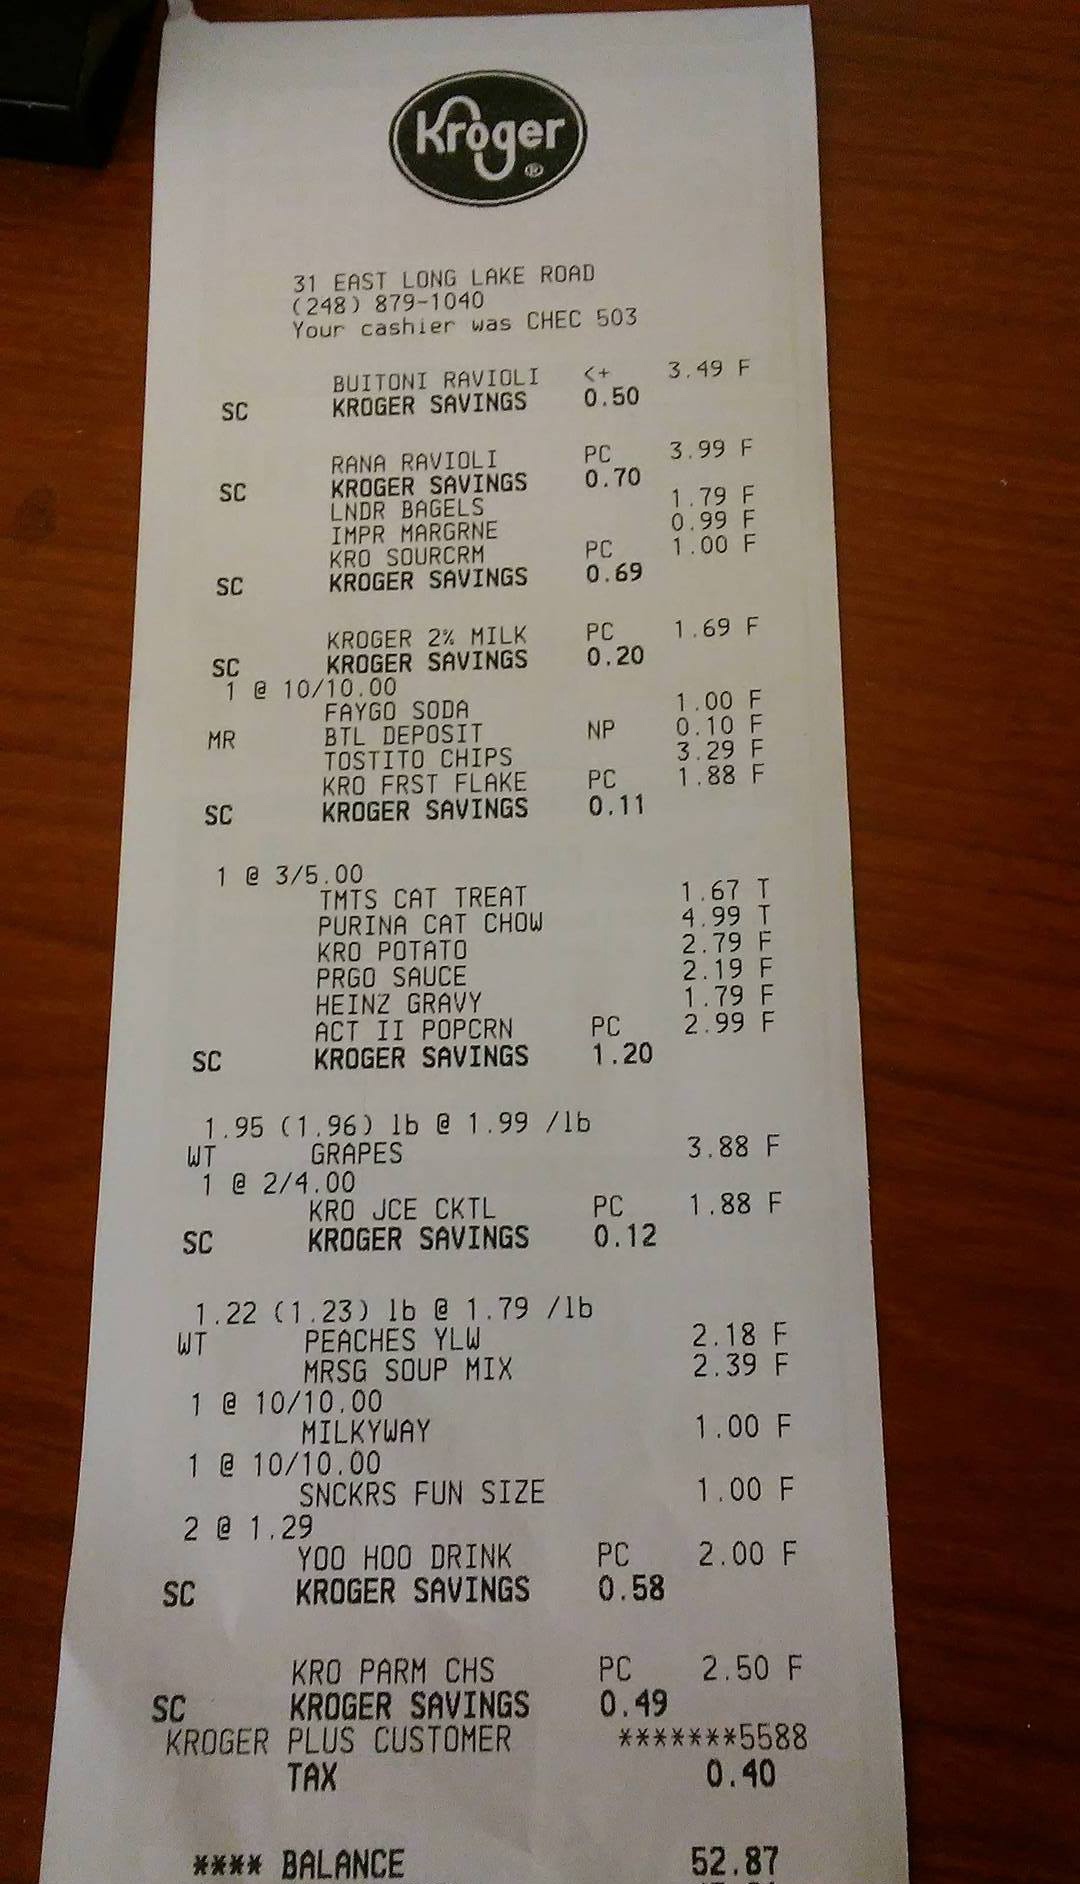 Kroger ®
31 EAST LONG LAKE ROAD
(248) 879-1040
Your cashier was CHEC 503
BUITONI RAVIOLI <+ 3.49 F
SC KROGER SAVINGS 0.50
RANA RAVIOLI PC 3.99 F
SC KROGER SAVINGS 0.70
LNDR BAGELS 1.79 F
IMPR MARGRNE 0.99 F
KRO SOURCRM PC 1.00 F
SC KROGER SAVINGS 0.69
KROGER 2% MILK PC 1.69 F
SC KROGER SAVINGS 0.20
1 @ 10/10.00
FAYGO SODA 1.00 F
MR BTL DEPOSIT NP 0.10 F
TOSTITO CHIPS 3.29 F
KRO FRST FLAKE PC 1.88 F
SC KROGER SAVINGS 0.11
1 @ 3/5.00
TMTS CAT TREAT 1.67 T
PURINA CAT CHOW 4.99 T
KRO POTATO 2.79 F
PRGO SAUCE 2.19 F
HEINZ GRAVY 1.79 F
ACT II POPCRN PC 2.99 F
SC KROGER SAVINGS 1.20
1.95 (1.96) lb @ 1.99 /lb
WT GRAPES 3.88 F
1 @ 2/4.00
KRO JCE CKTL PC 1.88 F
SC KROGER SAVINGS 0.12
1.22 (1.23) lb @ 1.79 /lb
WT PEACHES YLW 2.18 F
MRSG SOUP MIX 2.39 F
1 @ 10/10.00
MILKYWAY 1.00 F
1 @ 10/10.00
SNCKRS FUN SIZE 1.00 F
2 @ 1.29
YOO HOO DRINK PC 2.00 F
SC KROGER SAVINGS 0.58
KRO PARM CHS PC 2.50 F
SC KROGER SAVINGS 0.49
KROGER PLUS CUSTOMER *******5588
TAX 0.40
**** BALANCE 52.87